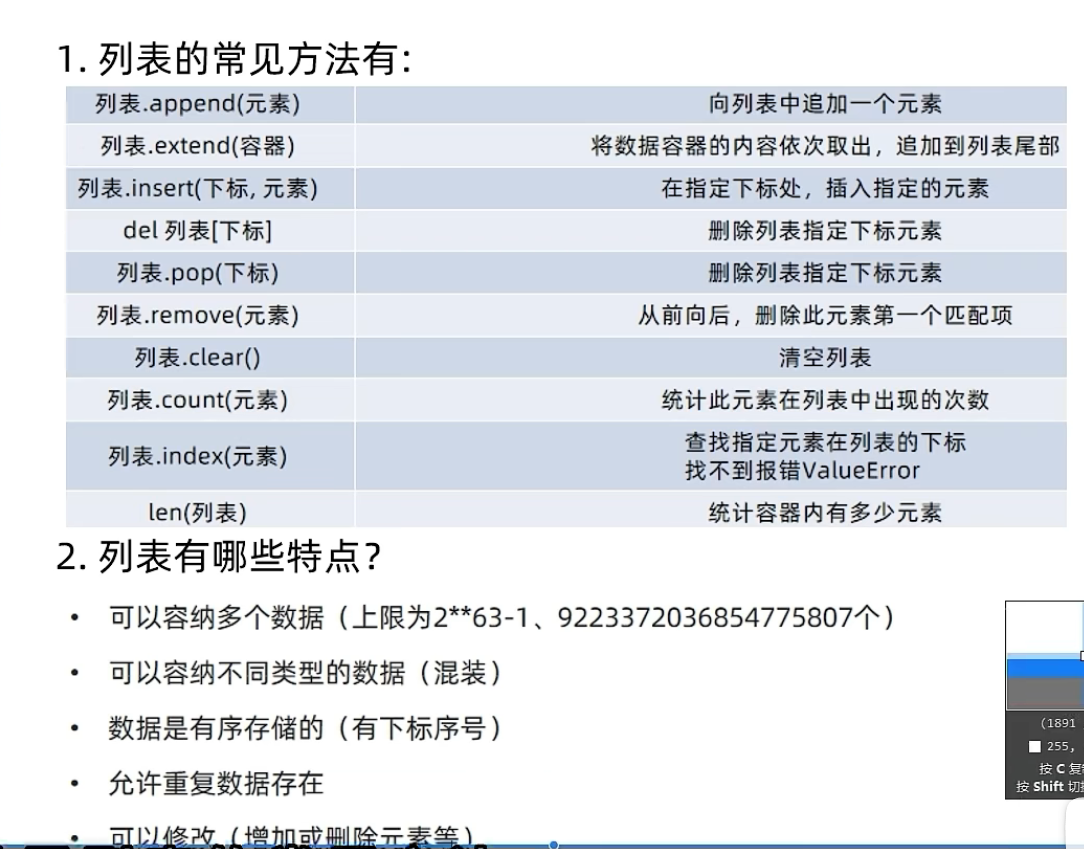 1. 列表的常见方法有:
列表.append(元素) 向列表中追加一个元素
列表.extend(容器) 将数据容器的内容依次取出，追加到列表尾部
列表.insert(下标, 元素) 在指定下标处，插入指定的元素
del 列表[下标] 删除列表指定下标元素
列表.pop(下标) 删除列表指定下标元素
列表.remove(元素) 从前向后，删除此元素第一个匹配项
列表.clear() 清空列表
列表.count(元素) 统计此元素在列表中出现的次数
列表.index(元素) 查找指定元素在列表的下标
找不到报错ValueError
len(列表) 统计容器内有多少元素
2. 列表有哪些特点?
• 可以容纳多个数据（上限为2**63-1、9223372036854775807个）
• 可以容纳不同类型的数据（混装）
• 数据是有序存储的（有下标序号）
• 允许重复数据存在
• 可以修改（增加或删除元素等）
(1891
255,
按 C 复
按 Shift 切